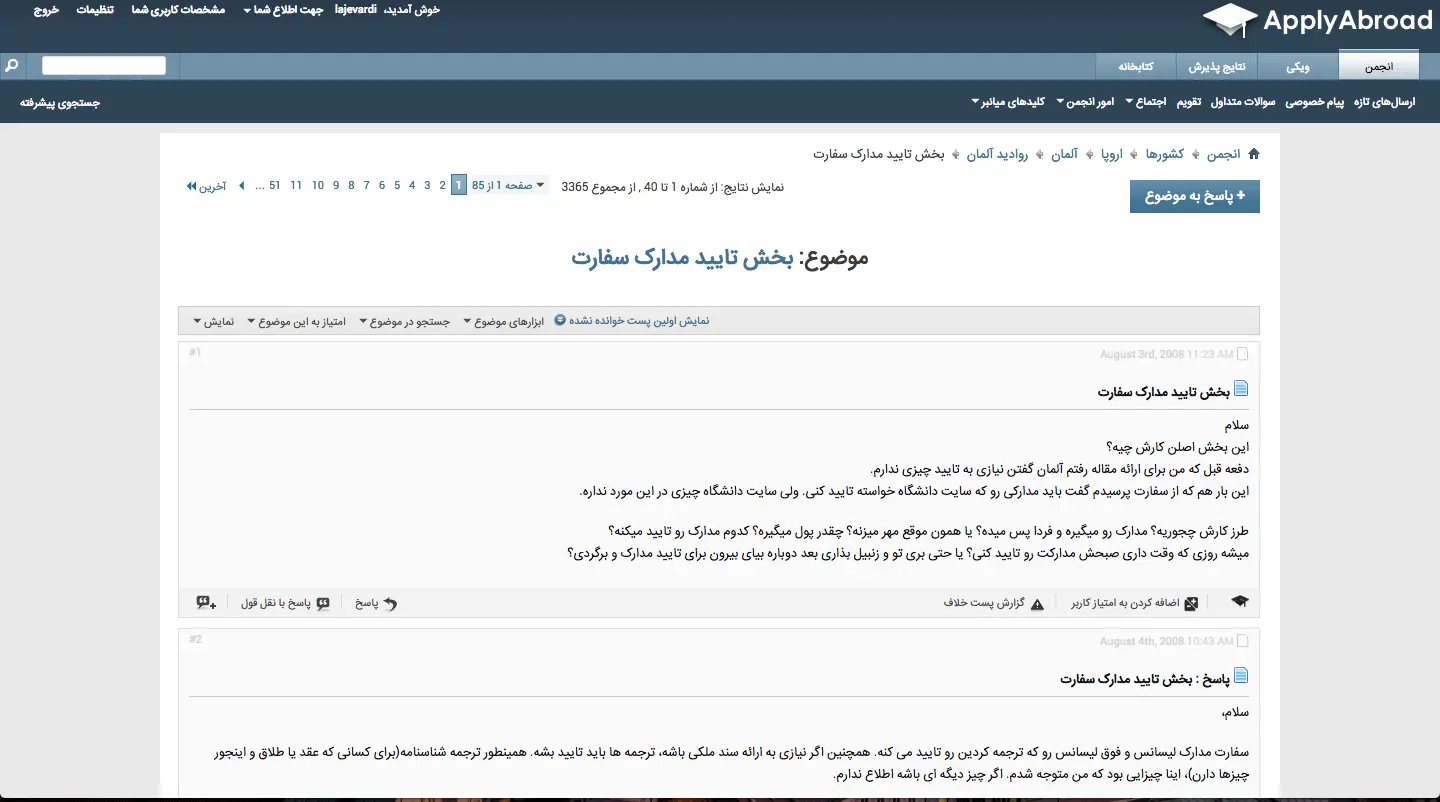 ApplyAbroad
خوش آمدید، lajevardi جهت اطلاع شما مشخصات کاربری شما تنظیمات خروج
انجمن ویکی نتایج پذیرش کتابخانه
ارسال‌های تازه پیام خصوصی سوالات متداول تقویم اجتماع امور انجمن کلیدهای میانبر جستجوی پیشرفته
انجمن کشورها اروپا آلمان روادید آلمان بخش تایید مدارک سفارت
+ پاسخ به موضوع
نمایش نتایج: از شماره 1 تا 40 , از مجموع 3365
صفحه 1 از 85 1 2 3 4 5 6 7 8 9 10 11 51 ... آخرین
موضوع: بخش تایید مدارک سفارت
نمایش اولین پست خوانده نشده ابزارهای موضوع جستجو در موضوع امتیاز به این موضوع نمایش
August 3rd, 2008 11:23 AM #1
بخش تایید مدارک سفارت
سلام
این بخش اصلن کارش چیه؟
دفعه قبل که من برای ارائه مقاله رفتم آلمان گفتن نیازی به تایید چیزی ندارم.
این بار هم که از سفارت پرسیدم گفت باید مدارکی رو که سایت دانشگاه خواسته تایید کنی. ولی سایت دانشگاه چیزی در این مورد نداره.
طرز کارش چجوریه؟ مدارک رو میگیره و فردا پس میده؟ یا همون موقع مهر میزنه؟ چقدر پول میگیره؟ کدوم مدارک رو تایید میکنه؟
میشه روزی که وقت داری صبحش مدارکت رو تایید کنی؟ یا حتی بری تو و زنبیل بذاری بعد دوباره بیای بیرون برای تایید مدارک و برگردی؟
اضافه کردن به امتیاز کاربر گزارش پست خلاف پاسخ پاسخ با نقل قول
August 4th, 2008 10:43 AM #2
پاسخ : بخش تایید مدارک سفارت
سلام،
سفارت مدارک لیسانس و فوق لیسانس رو که ترجمه کردین رو تایید می کنه. همچنین اگر نیازی به ارائه سند ملکی باشه، ترجمه ها باید تایید بشه. همینطور ترجمه شناسنامه(برای کسانی که عقد یا طلاق و اینجور
چیزها دارن)، اینا چیزایی بود که من متوجه شدم. اگر چیز دیگه ای باشه اطلاع ندارم.